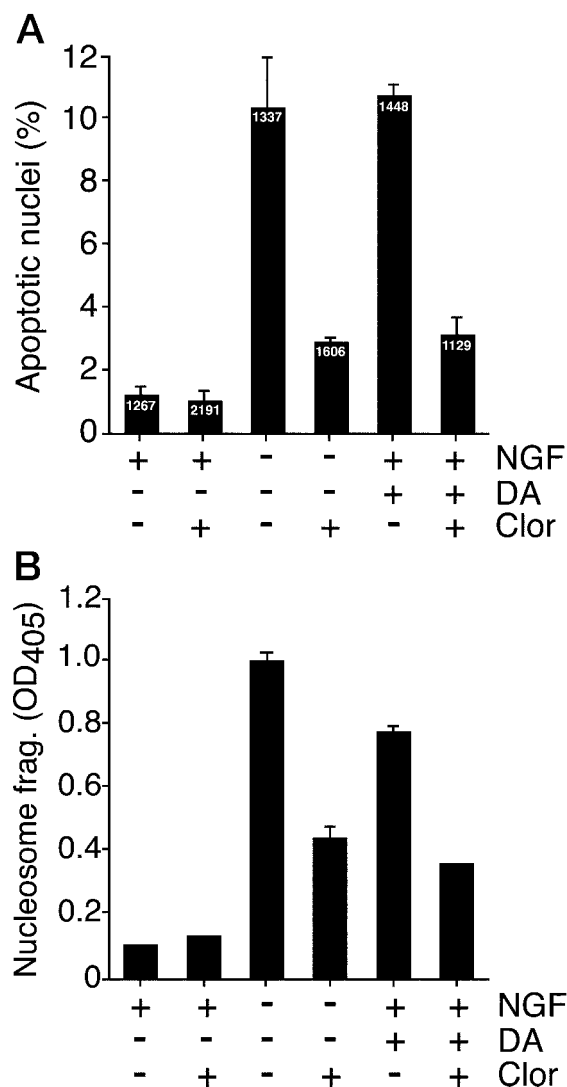 A
Apoptotic nuclei (%)
12
10
8
6
4
2
0
1267
2191
1337
1606
1448
1129
+ + - - + + NGF
- - - - + + DA
- + - + - + Clor
B
Nucleosome frag. (OD405)
1.2
1.0
0.8
0.6
0.4
0.2
0
+ + - - + + NGF
- - - - + + DA
- + - + - + Clor